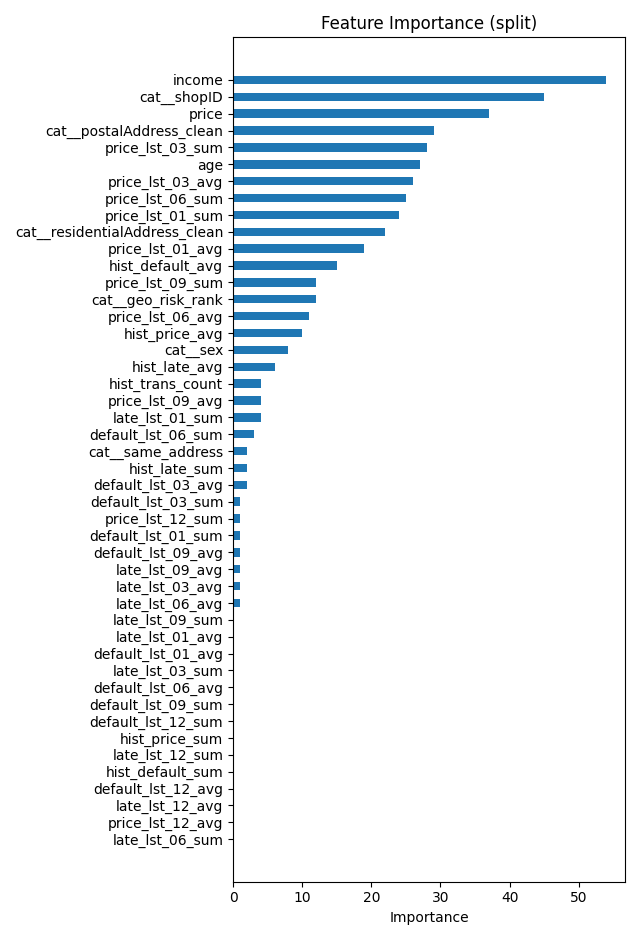 Feature Importance (split)
income
cat__shopID
price
cat__postalAddress_clean
price_lst_03_sum
age
price_lst_03_avg
price_lst_06_sum
price_lst_01_sum
cat__residentialAddress_clean
price_lst_01_avg
hist_default_avg
price_lst_09_sum
cat__geo_risk_rank
price_lst_06_avg
hist_price_avg
cat__sex
hist_late_avg
hist_trans_count
price_lst_09_avg
late_lst_01_sum
default_lst_06_sum
cat__same_address
hist_late_sum
default_lst_03_avg
default_lst_03_sum
price_lst_12_sum
default_lst_01_sum
default_lst_09_avg
late_lst_09_avg
late_lst_03_avg
late_lst_06_avg
late_lst_09_sum
late_lst_01_avg
default_lst_01_avg
late_lst_03_sum
default_lst_06_avg
default_lst_09_sum
default_lst_12_sum
hist_price_sum
late_lst_12_sum
hist_default_sum
default_lst_12_avg
late_lst_12_avg
price_lst_12_avg
late_lst_06_sum
0 10 20 30 40 50
Importance